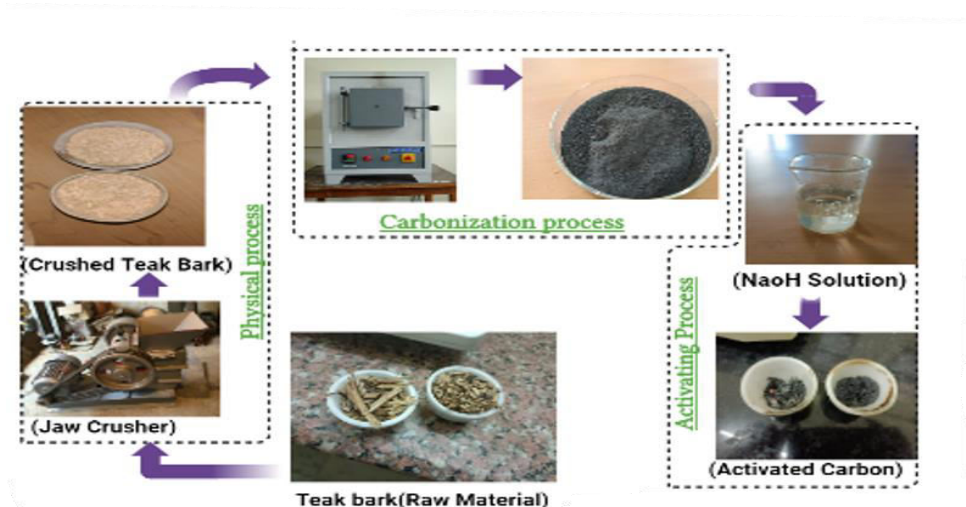 Carbonization process
(Crushed Teak Bark)
Physical process
(Jaw Crusher)
Teak bark(Raw Material)
(NaoH Solution)
Activating Process
(Activated Carbon)